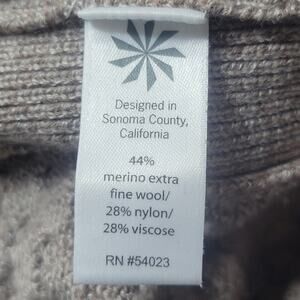 Designed in
Sonoma County,
California
44%
merino extra
fine wool/
28% nylon/
28% viscose
RN #54023